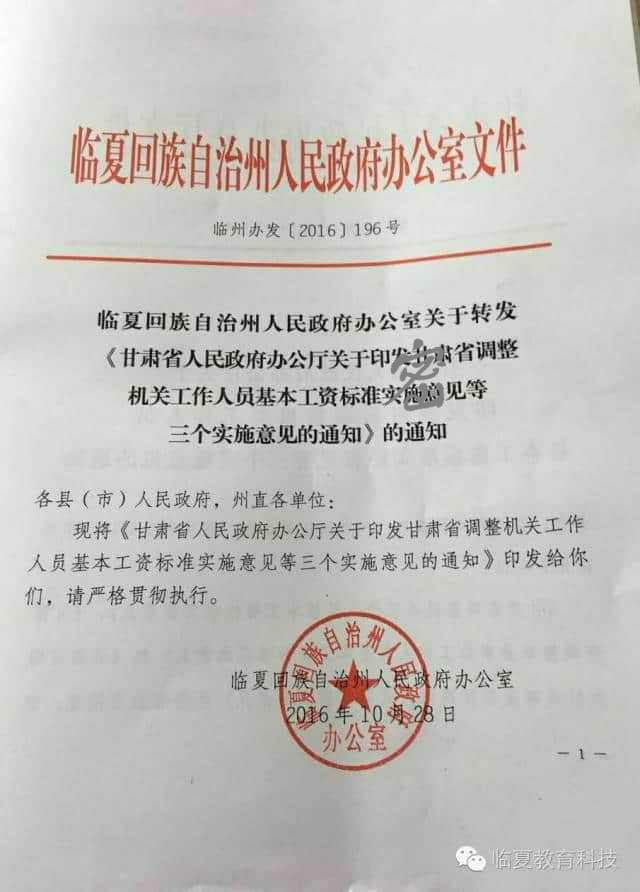 临夏回族自治州人民政府办公室文件
临州办发〔2016〕196号
临夏回族自治州人民政府办公室关于转发
《甘肃省人民政府办公厅关于印发甘肃省调整
机关工作人员基本工资标准实施意见等
三个实施意见的通知》的通知
密
各县（市）人民政府，州直各单位：
现将《甘肃省人民政府办公厅关于印发甘肃省调整机关工作
人员基本工资标准实施意见等三个实施意见的通知》印发给你
们，请严格贯彻执行。
临夏回族自治州人民政府办公室
2016年10月28日
临夏回族自治州人民政府
办公室
－1－
临夏教育科技